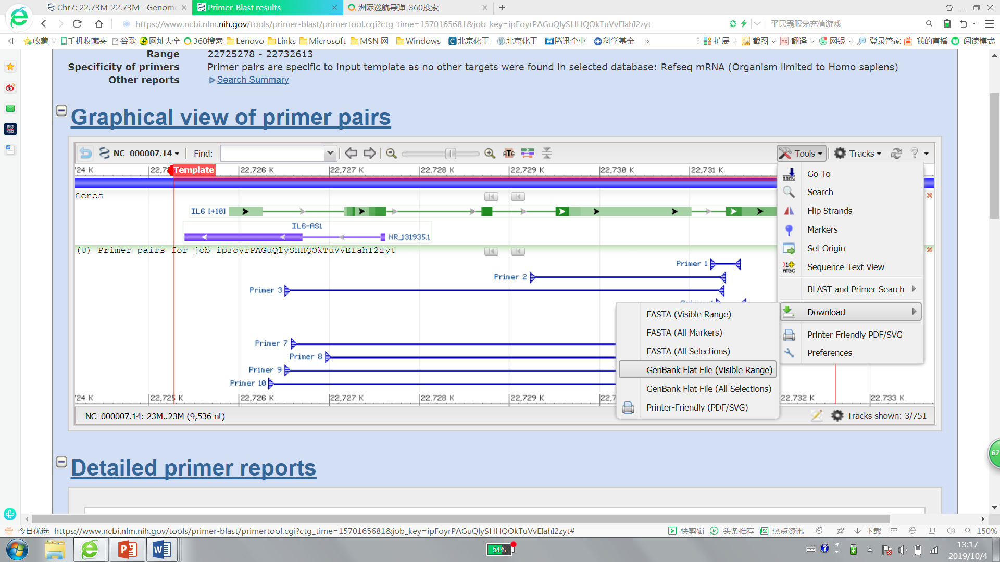 Chr7: 22.73M-22.73M - Genom
Primer-Blast results
洲际巡航导弹_360搜索
https://www.ncbi.nlm.nih.gov/tools/primer-blast/primertool.cgi?ctg_time=1570165681&job_key=ipFoyrPAGuQlySHHQOkTuVvEIahI2zyt
平民霸服免充值游戏
收藏
手机收藏夹
谷歌
网址大全
360搜索
Lenovo
Links
Microsoft
MSN 网
Windows
北京化工
北京化工
腾讯企业
科学基金
»
扩展
截图
翻译
网银
登录管家
我的直播
阅读模式
Range 22725278 - 22732613
Specificity of primers Primer pairs are specific to input template as no other targets were found in selected database: Refseq mRNA (Organism limited to Homo sapiens)
Other reports Search Summary
Graphical view of primer pairs
NC_000007.14
Find:
Tools
Tracks
?
'24 K
22,72
Template
22,726 K
22,727 K
22,728 K
22,729 K
22,730 K
22,731 K
Genes
IL6 [+10]
IL6-AS1
NR_131935.1
(U) Primer pairs for job ipFoyrPAGuQlySHHQOkTuVvEIahI2zyt
Primer 1
Primer 2
Primer 3
Primer 7
Primer 8
Primer 9
Primer 10
'24 K
22,725 K
22,726 K
22,727 K
22,728 K
22,729 K
22,7
22,732 K
22,733 K
NC_000007.14: 23M..23M (9,536 nt)
Tracks shown: 3/751
Go To
Search
Flip Strands
Markers
Set Origin
Sequence Text View
BLAST and Primer Search
Download
Printer-Friendly PDF/SVG
Preferences
FASTA (Visible Range)
FASTA (All Markers)
FASTA (All Selections)
GenBank Flat File (Visible Range)
GenBank Flat File (All Selections)
Printer-Friendly (PDF/SVG)
Detailed primer reports
67
今日优选
https://www.ncbi.nlm.nih.gov/tools/primer-blast/primertool.cgi?ctg_time=1570165681&job_key=ipFoyrPAGuQlySHHQOkTuVvEIahI2zyt#
快剪辑
头条推荐
热点资讯
下载
150%
54%
13:17
2019/10/4